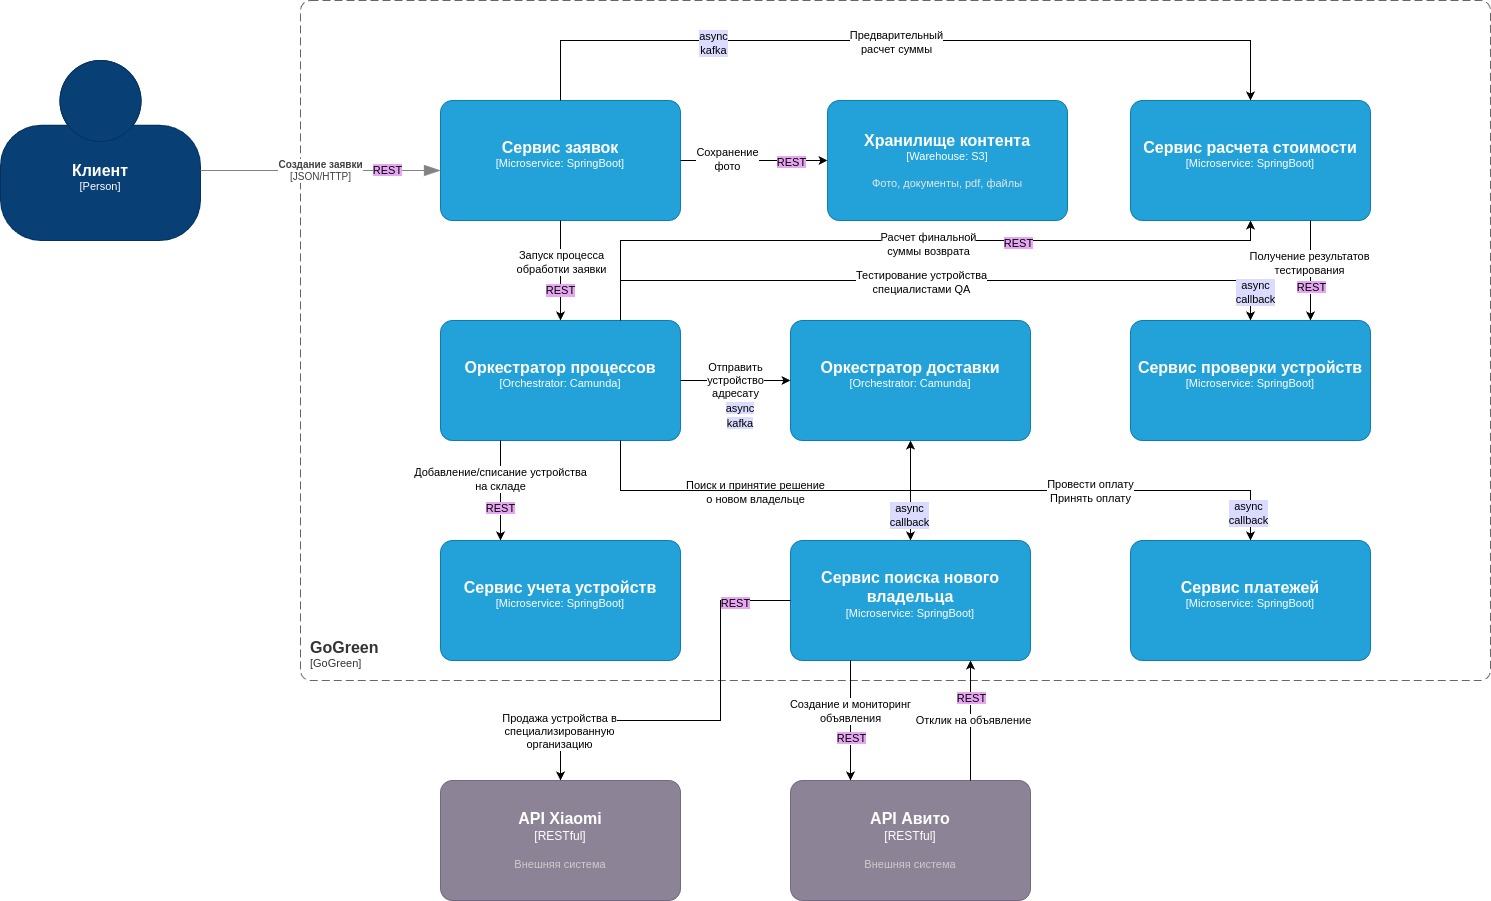 async
kafka
Предварительный
расчет суммы
Клиент
[Person]
Создание заявки
[JSON/HTTP]
REST
Сервис заявок
[Microservice: SpringBoot]
Сохранение
фото
REST
Хранилище контента
[Warehouse: S3]
Фото, документы, pdf, файлы
Сервис расчета стоимости
[Microservice: SpringBoot]
Запуск процесса
обработки заявки
REST
Расчет финальной
суммы возврата
REST
Тестирование устройства
специалистами QA
async
callback
Получение результатов
тестирования
REST
Оркестратор процессов
[Orchestrator: Camunda]
Отправить
устройство
адресату
async
kafka
Оркестратор доставки
[Orchestrator: Camunda]
Сервис проверки устройств
[Microservice: SpringBoot]
Добавление/списание устройства
на складе
REST
Поиск и принятие решение
о новом владельце
async
callback
Провести оплату
Принять оплату
async
callback
Сервис учета устройств
[Microservice: SpringBoot]
REST
Сервис поиска нового
владельца
[Microservice: SpringBoot]
Сервис платежей
[Microservice: SpringBoot]
GoGreen
[GoGreen]
Продажа устройства в
специализированную
организацию
Создание и мониторинг
объявления
REST
REST
Отклик на объявление
API Xiaomi
[RESTful]
Внешняя система
API Авито
[RESTful]
Внешняя система